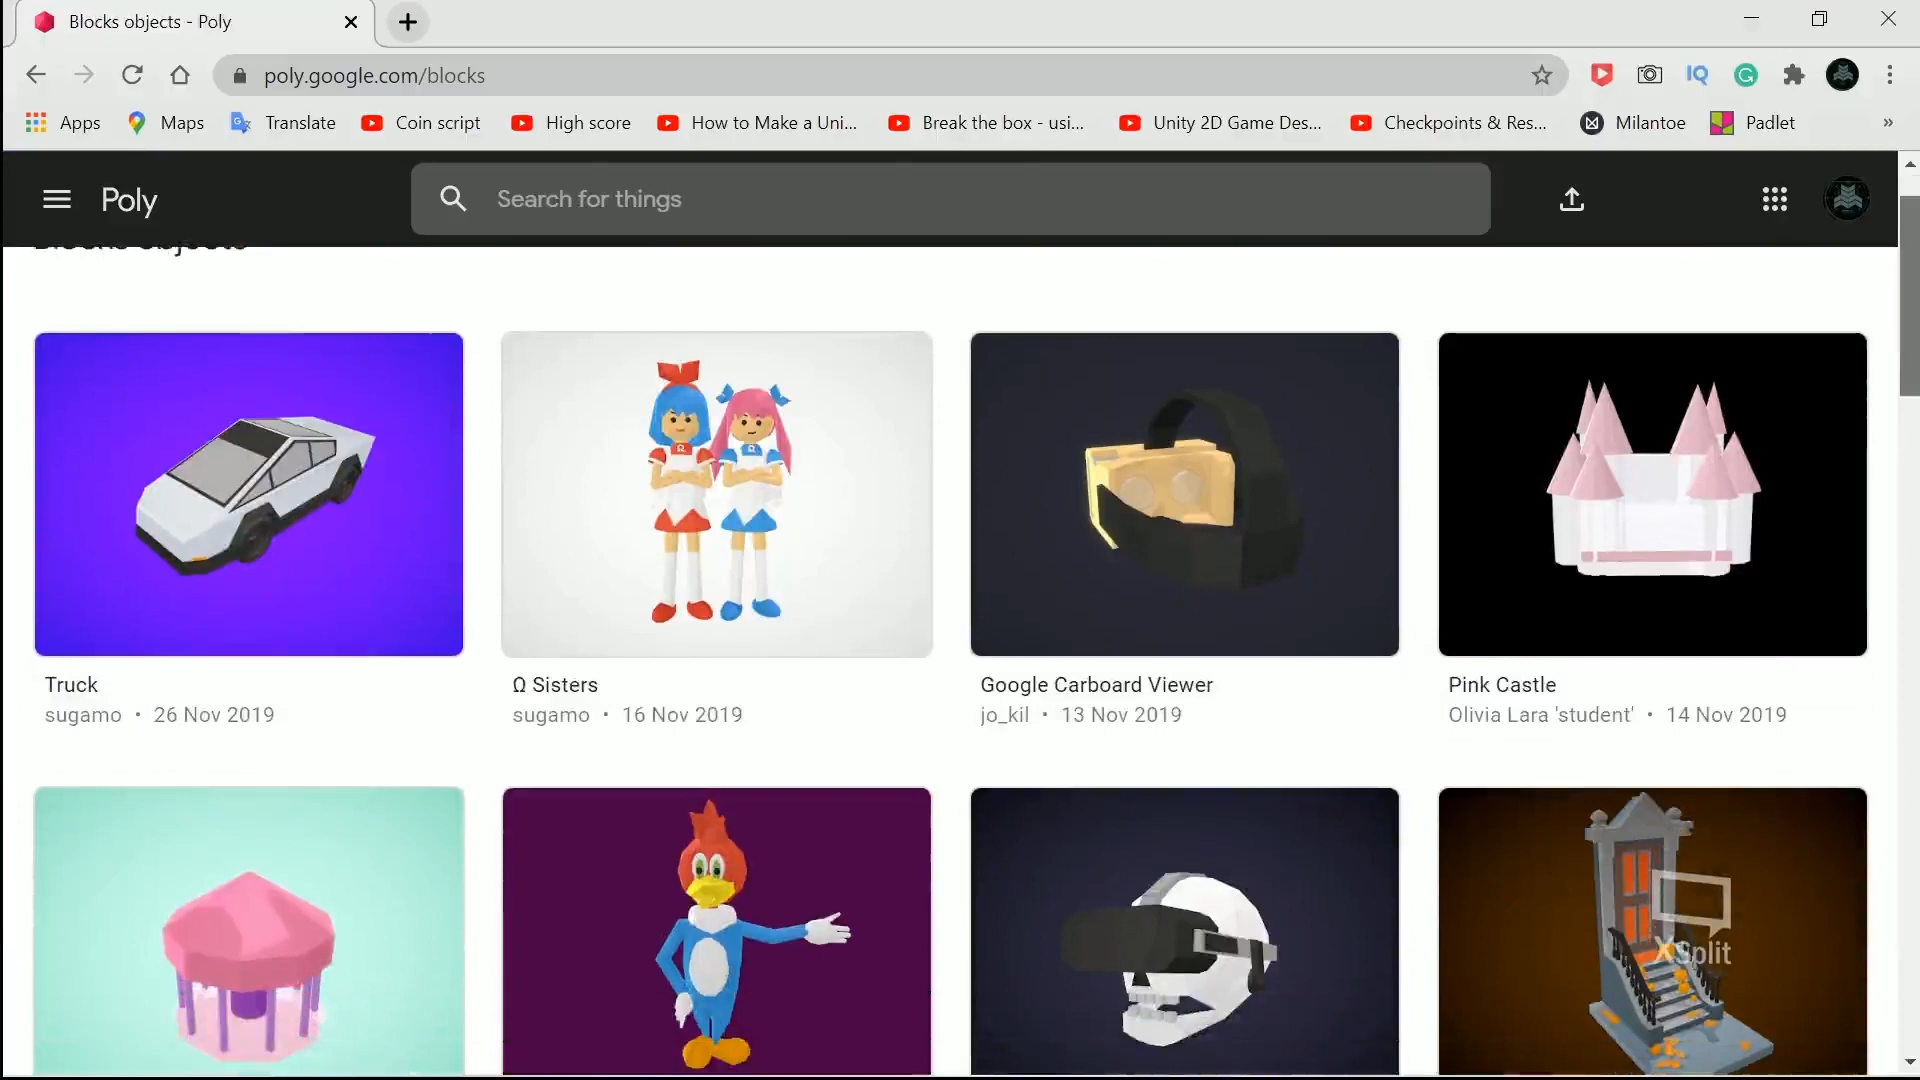 Blocks objects - Poly
poly.google.com/blocks
Apps Maps Translate Coin script High score How to Make a Uni... Break the box - usi... Unity 2D Game Des... Checkpoints & Res... Milantoe Padlet »
Poly Search for things
Blocks objects
Truck
sugamo • 26 Nov 2019
Ω Sisters
sugamo • 16 Nov 2019
Google Carboard Viewer
jo_kil • 13 Nov 2019
Pink Castle
Olivia Lara 'student' • 14 Nov 2019
XSplit
IQ